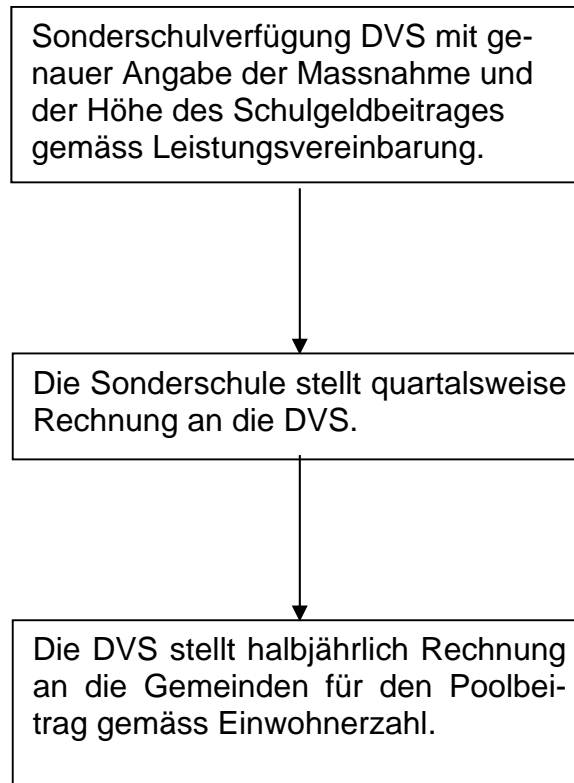 Sonderschulverfügung DVS mit ge-
nauer Angabe der Massnahme und
der Höhe des Schulgeldbeitrages
gemäss Leistungsvereinbarung.
Die Sonderschule stellt quartalsweise
Rechnung an die DVS.
Die DVS stellt halbjährlich Rechnung
an die Gemeinden für den Poolbei-
trag gemäss Einwohnerzahl.